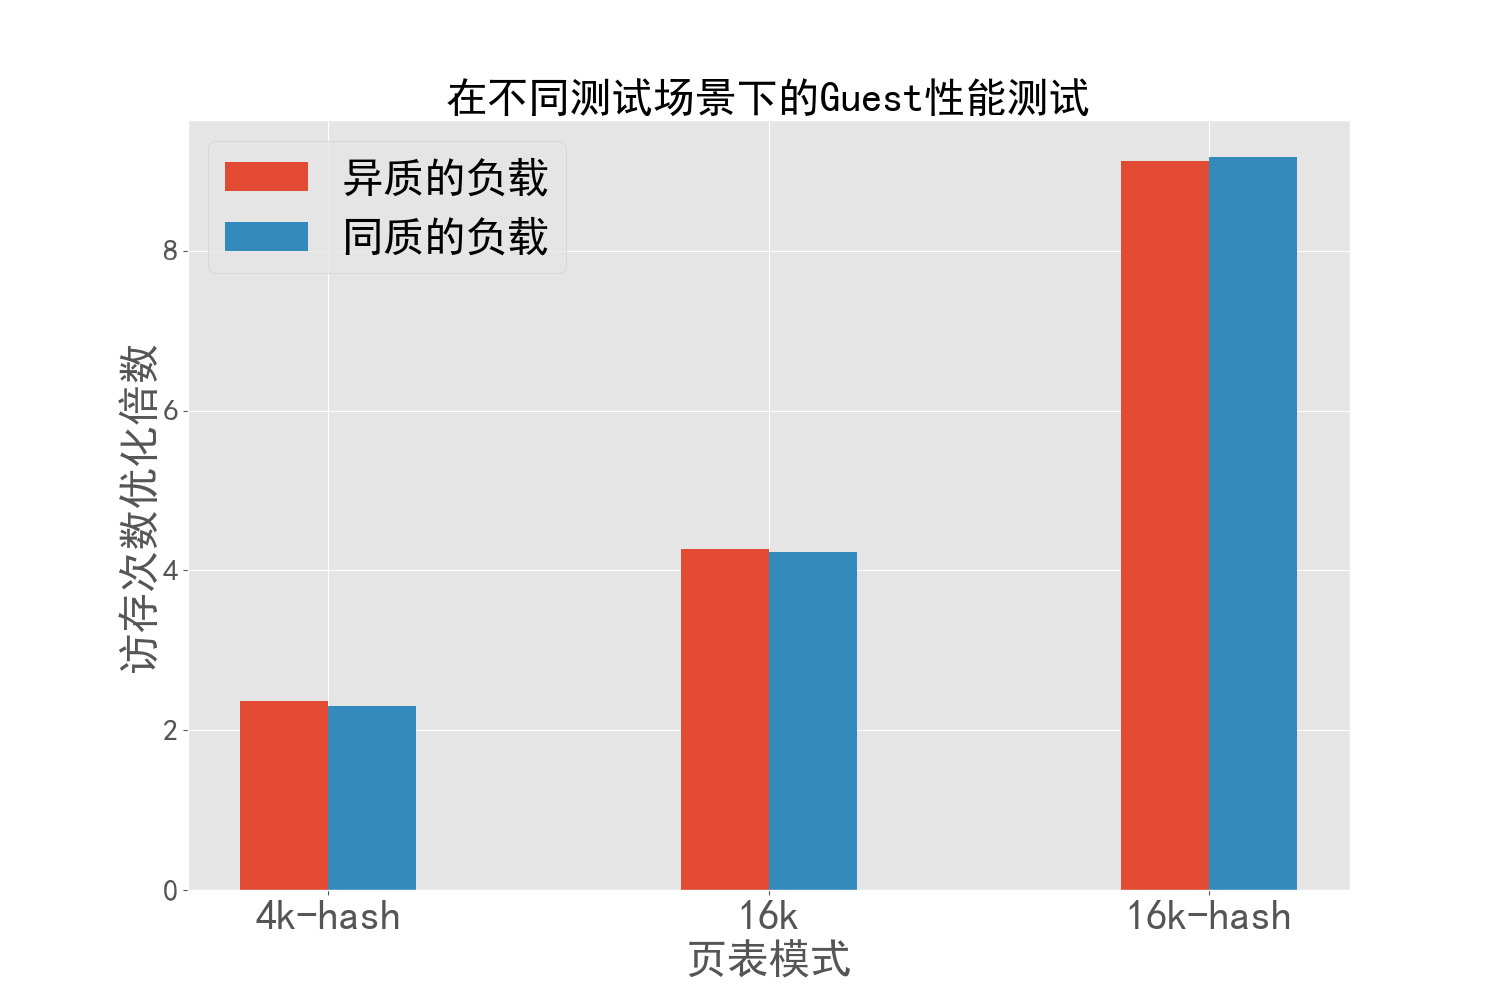 在不同测试场景下的Guest性能测试
异质的负载
同质的负载
访存次数优化倍数
8
6
4
2
0
4k-hash
16k
16k-hash
页表模式